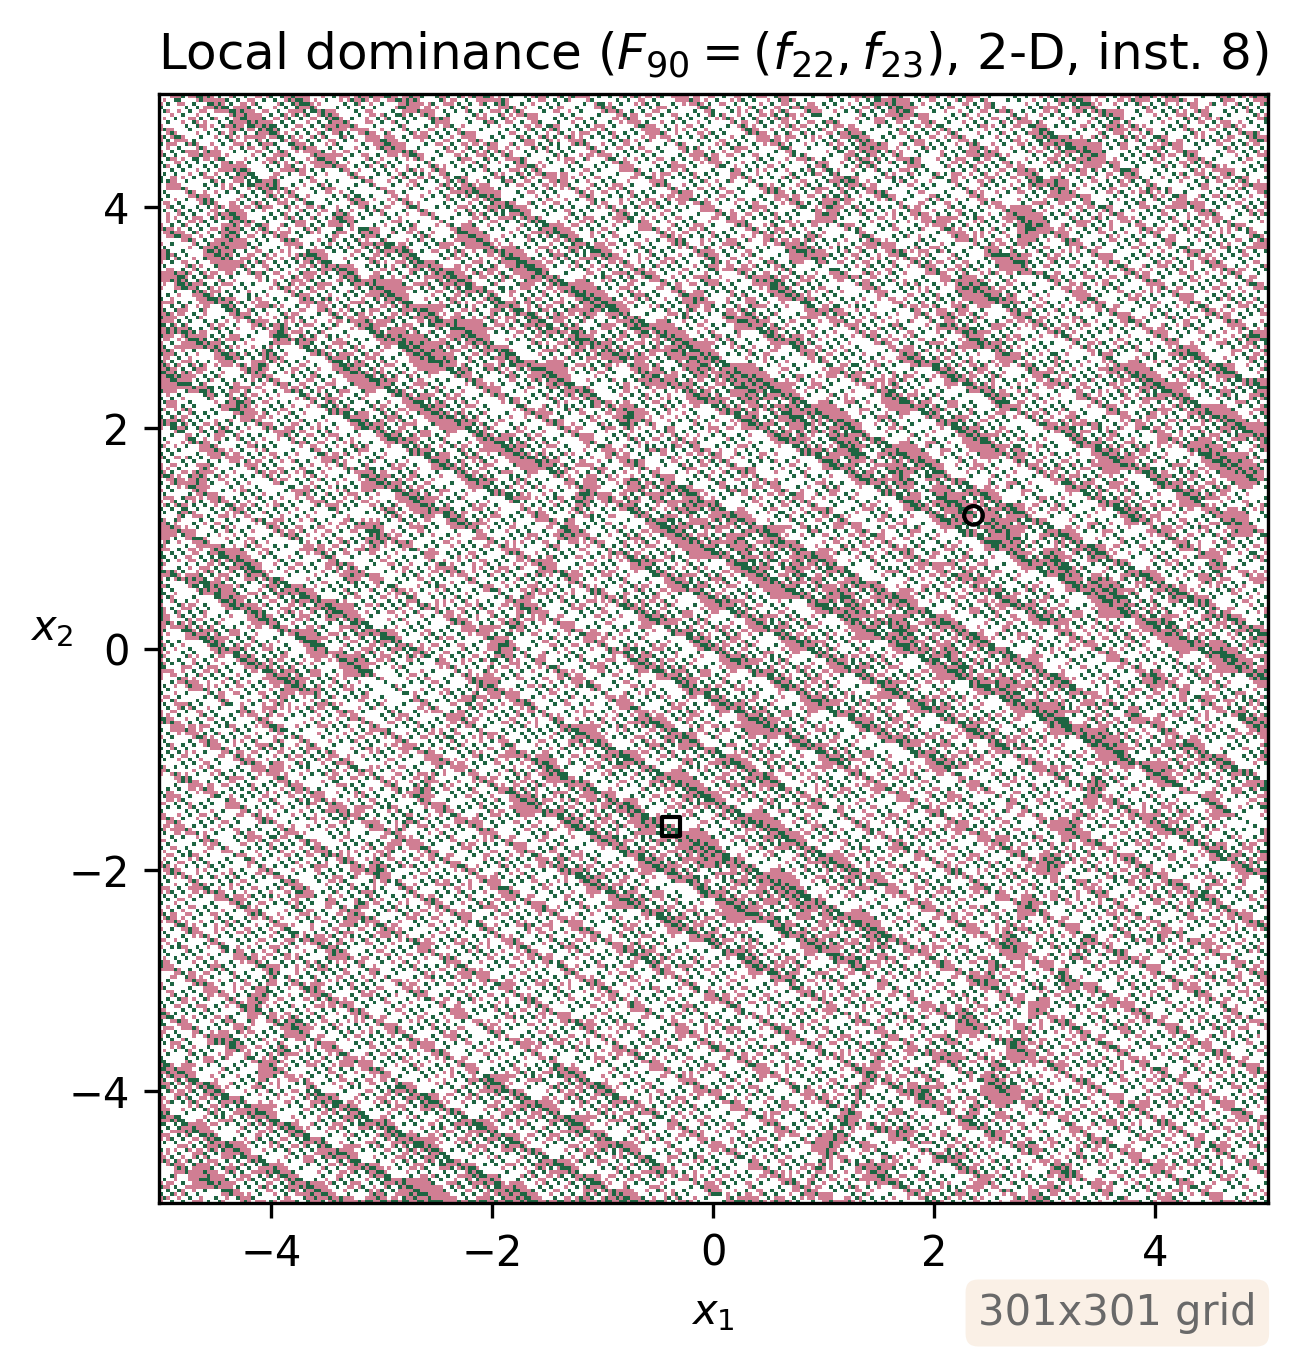 Local dominance (F₉₀ = (f₂₂, f₂₃), 2-D, inst. 8)
4
2
x₂ 0
−2
−4
−4 −2 0 2 4
x₁
301x301 grid